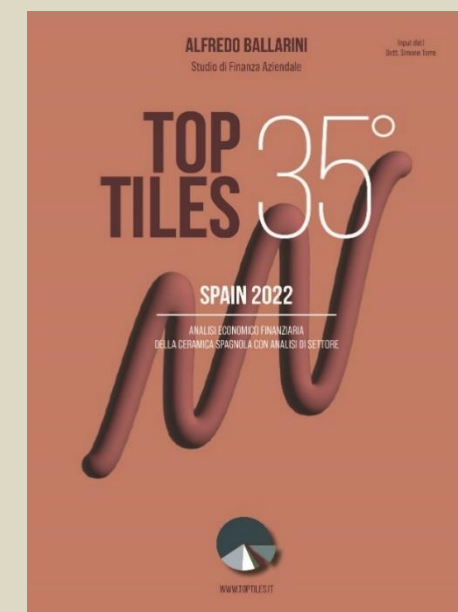 ALFREDO BALLARINI
Studio di Finanza Aziendale
Input dati
Dott. Simone Torre
TOP
TILES
35°
SPAIN 2022
ANALISI ECONOMICO FINANZIARIA
DELLA CERAMICA SPAGNOLA CON ANALISI DI SETTORE
WWW.TOPTILES.IT